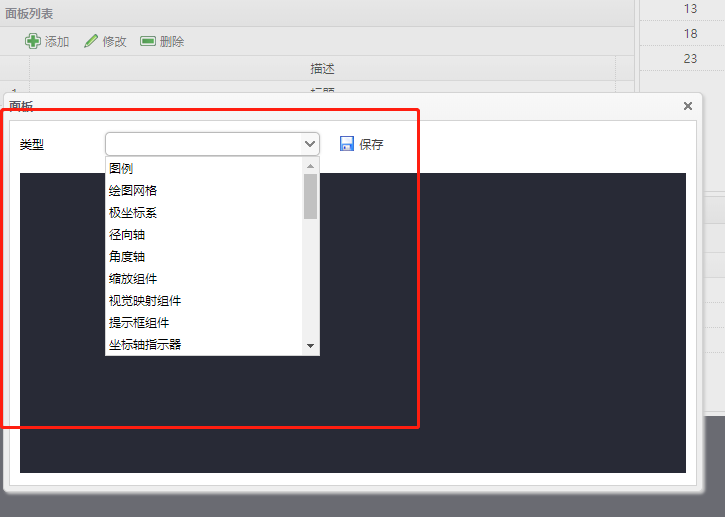 面板列表
13
添加 修改 删除
18
23
描述
标题
面板
类型
保存
图例
绘图网格
极坐标系
径向轴
角度轴
缩放组件
视觉映射组件
提示框组件
坐标轴指示器